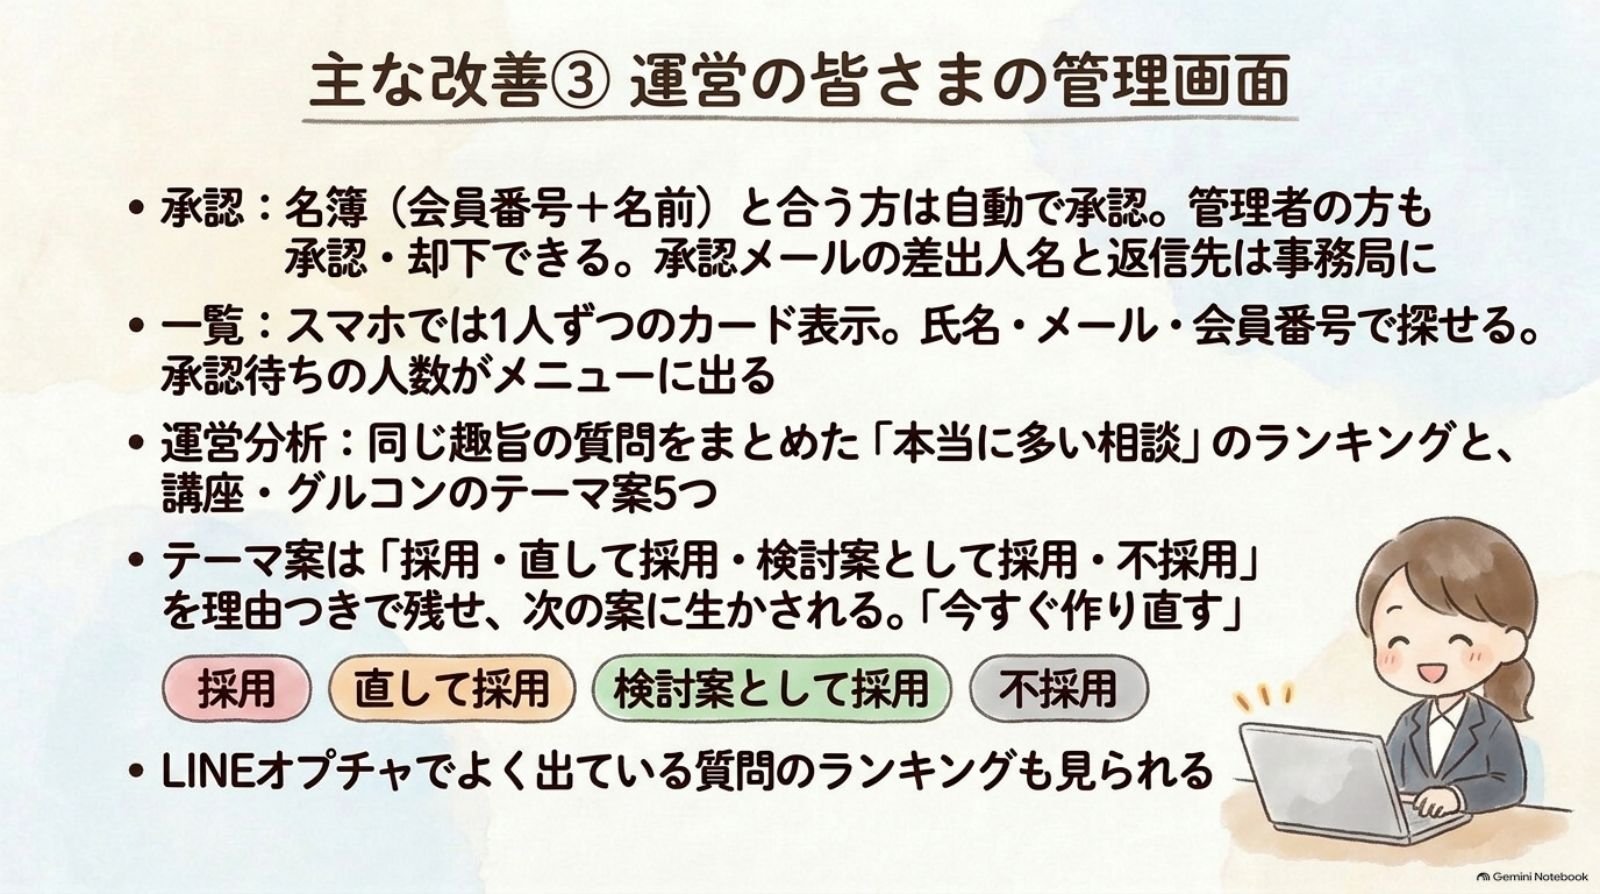 主な改善③ 運営の皆さまの管理画面
• 承認：名簿（会員番号＋名前）と合う方は自動で承認。管理者の方も
承認・却下できる。承認メールの差出人名と返信先は事務局に
• 一覧：スマホでは1人ずつのカード表示。氏名・メール・会員番号で探せる。
承認待ちの人数がメニューに出る
• 運営分析：同じ趣旨の質問をまとめた「本当に多い相談」のランキングと、
講座・グルコンのテーマ案5つ
• テーマ案は「採用・直して採用・検討案として採用・不採用」
を理由つきで残せ、次の案に生かされる。「今すぐ作り直す」
採用 直して採用 検討案として採用 不採用
• LINEオプチャでよく出ている質問のランキングも見られる
Gemini Notebook